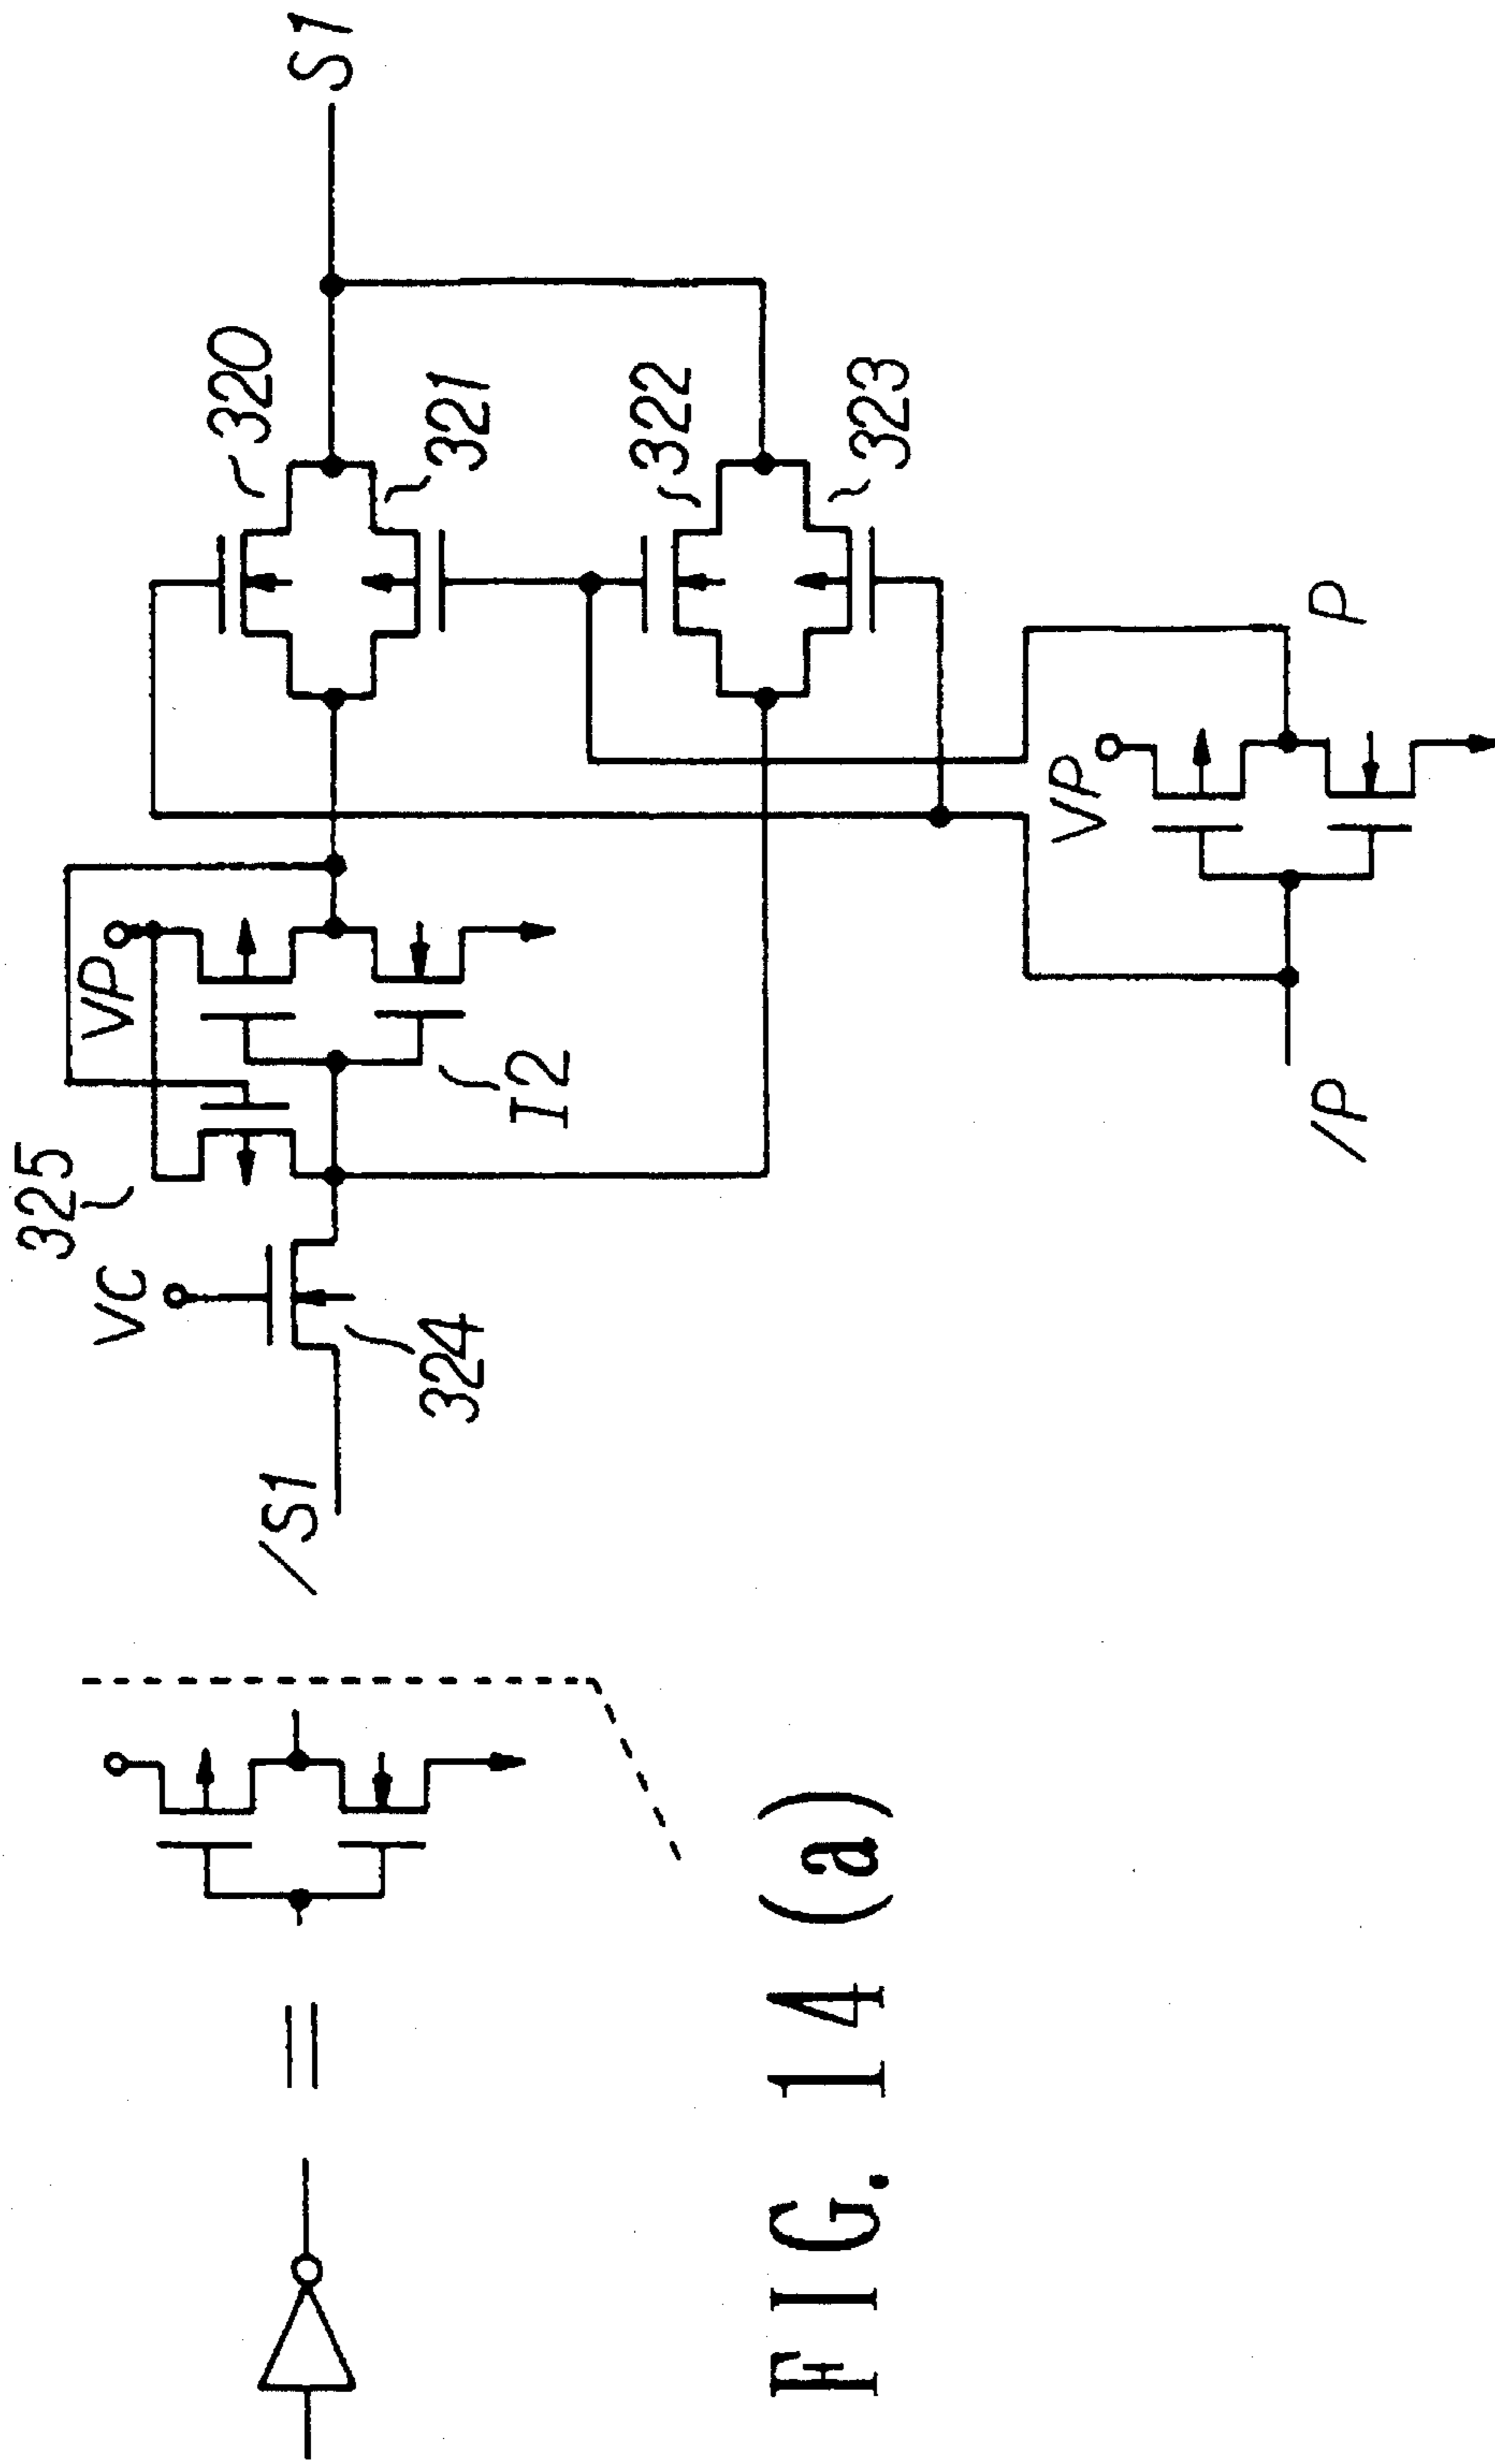 FIG. 14 (a)
/S1
VC
324
325
VP
I2
320
321
322
323
S1
VP
/P
P
=